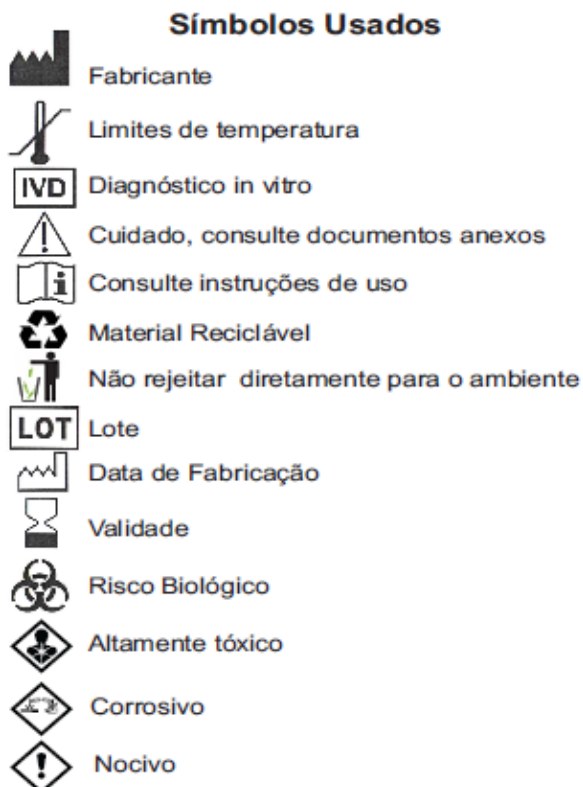 Símbolos Usados
Fabricante
Limites de temperatura
IVD Diagnóstico in vitro
Cuidado, consulte documentos anexos
i Consulte instruções de uso
Material Reciclável
Não rejeitar diretamente para o ambiente
LOT Lote
Data de Fabricação
Validade
Risco Biológico
Altamente tóxico
Corrosivo
Nocivo